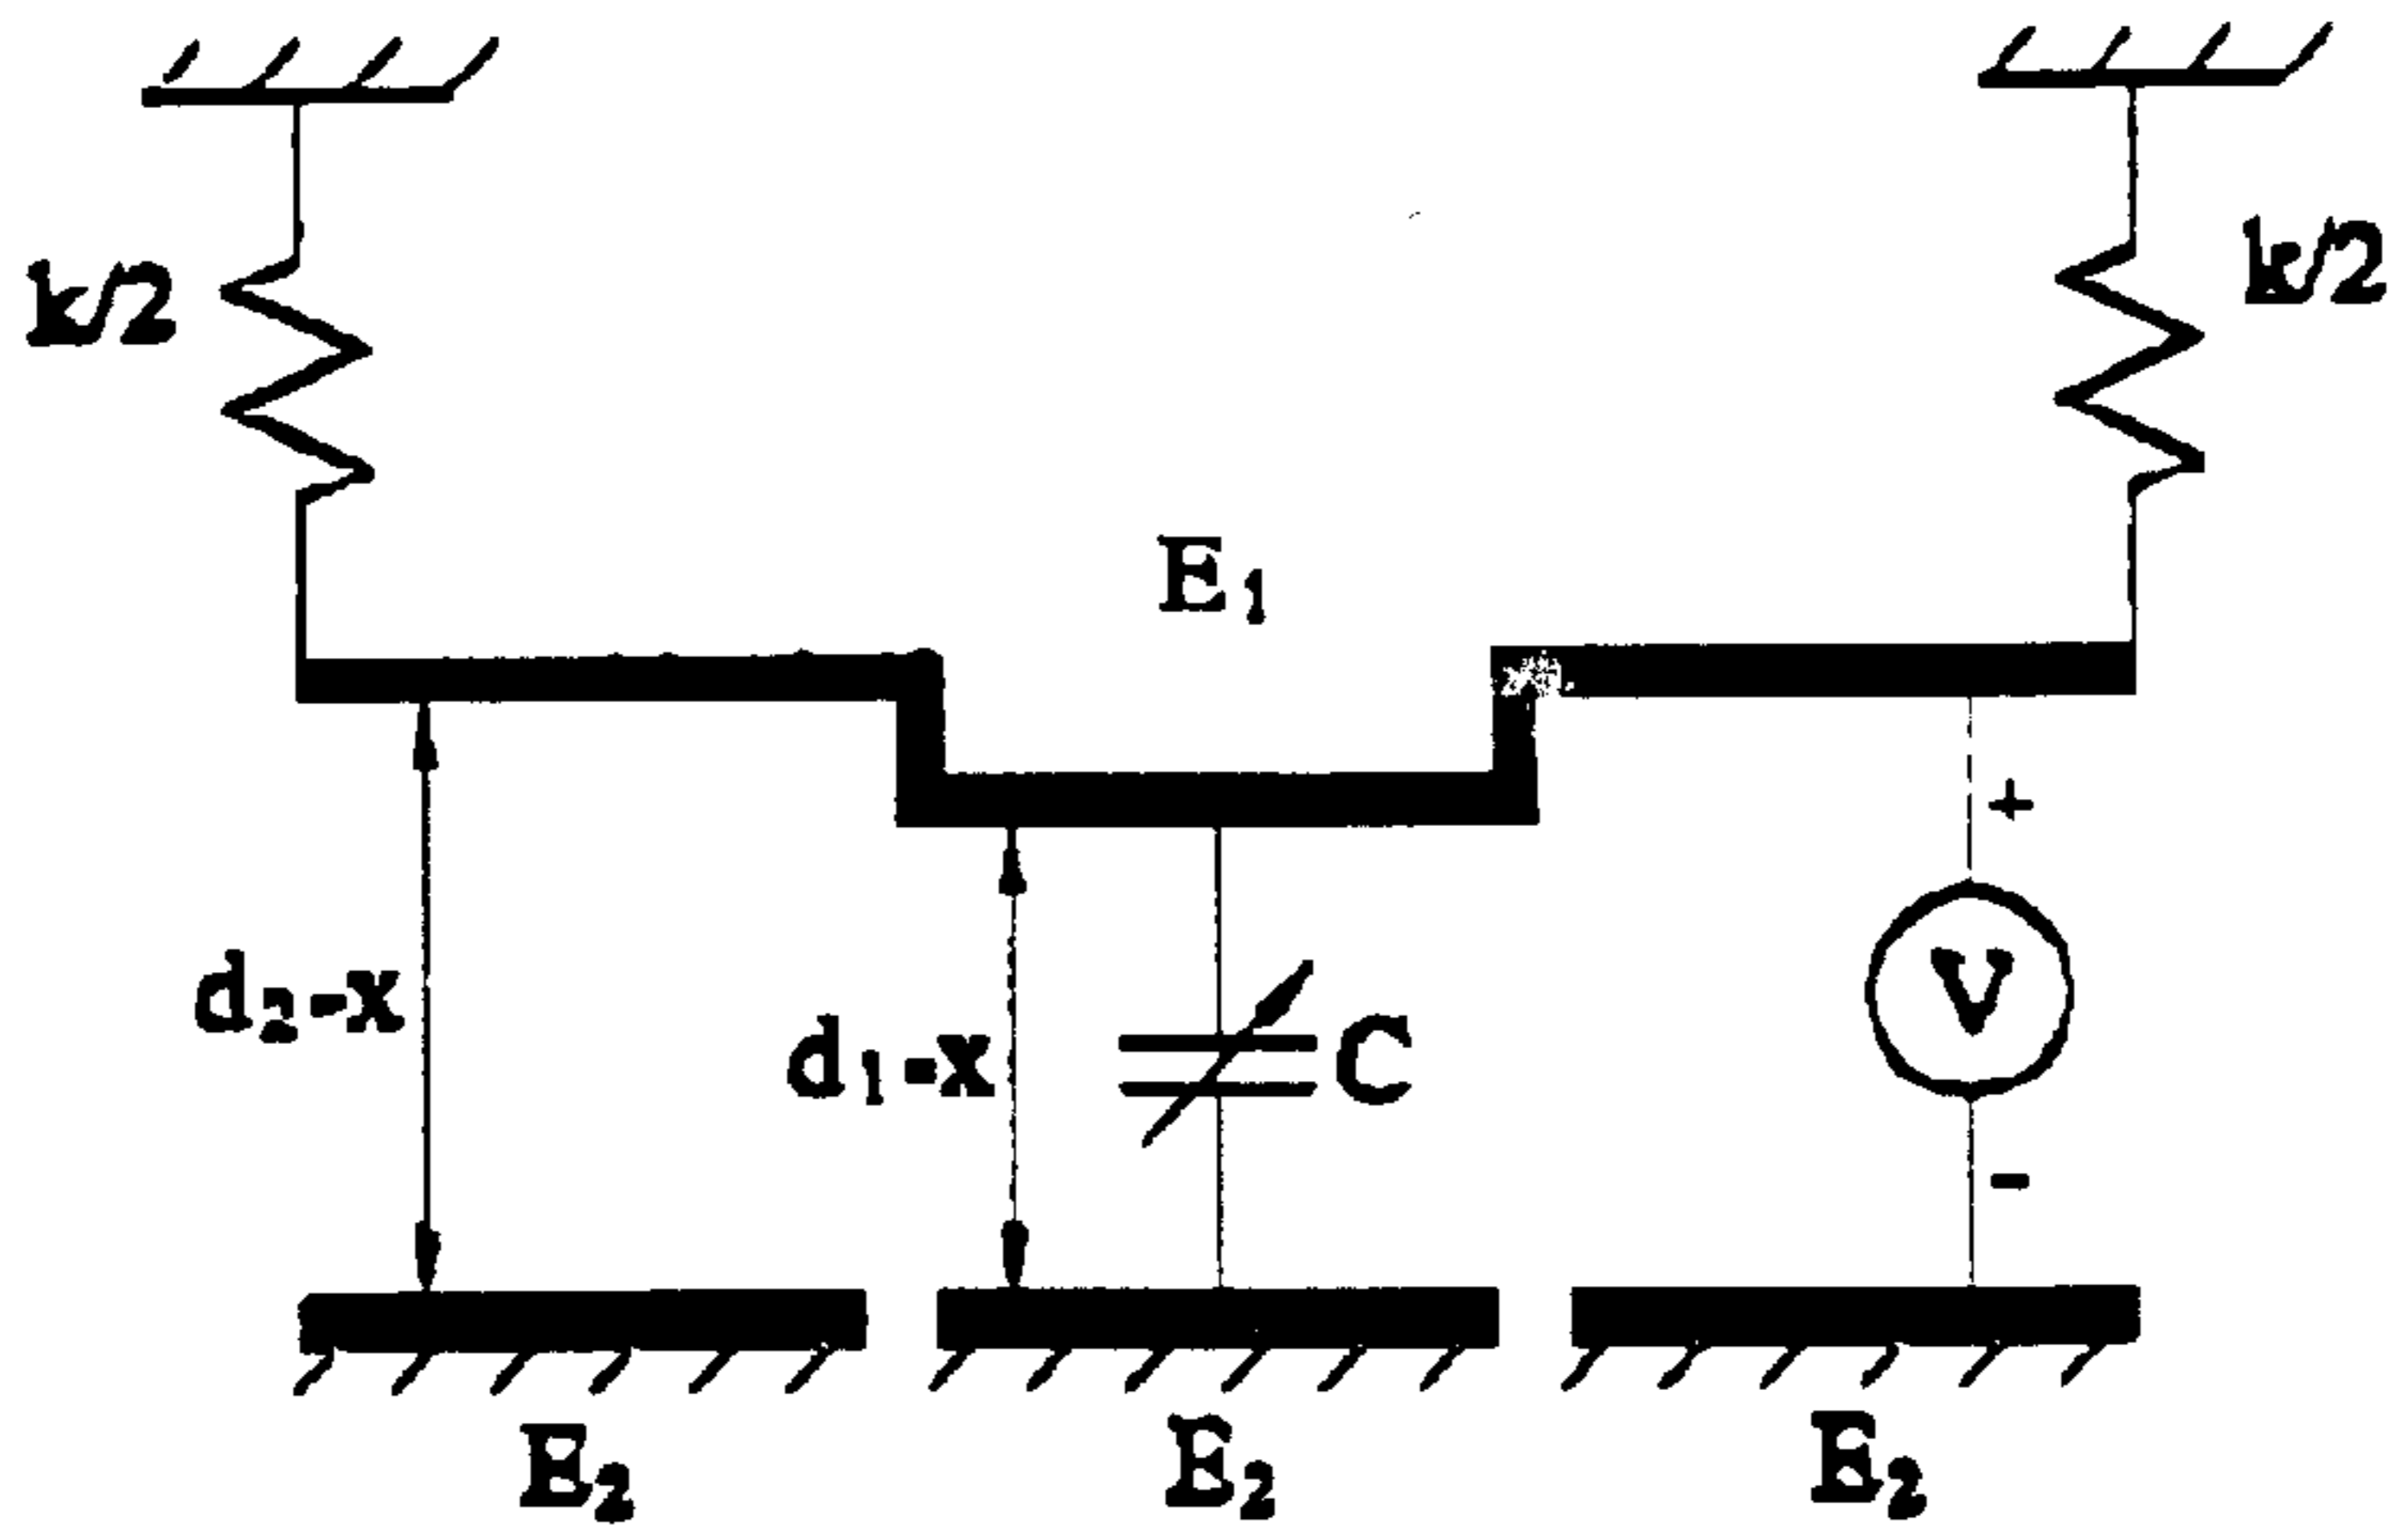 k/2
k/2
E₁
+
V
d₂-x
d₁-x
C
-
E₂
E₂
E₂